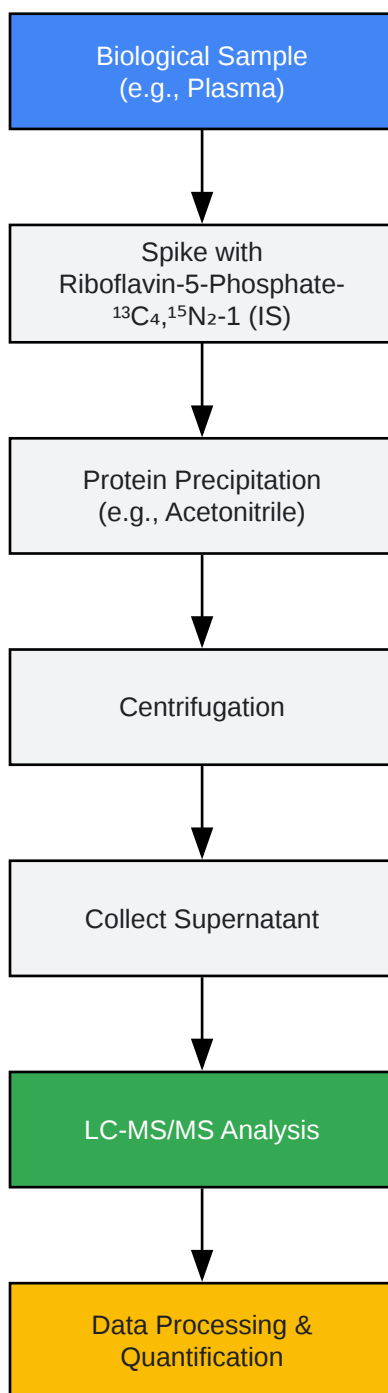 Biological Sample
(e.g., Plasma)
Spike with
Riboflavin-5-Phosphate-
¹³C₄,¹⁵N₂-1 (IS)
Protein Precipitation
(e.g., Acetonitrile)
Centrifugation
Collect Supernatant
LC-MS/MS Analysis
Data Processing &
Quantification